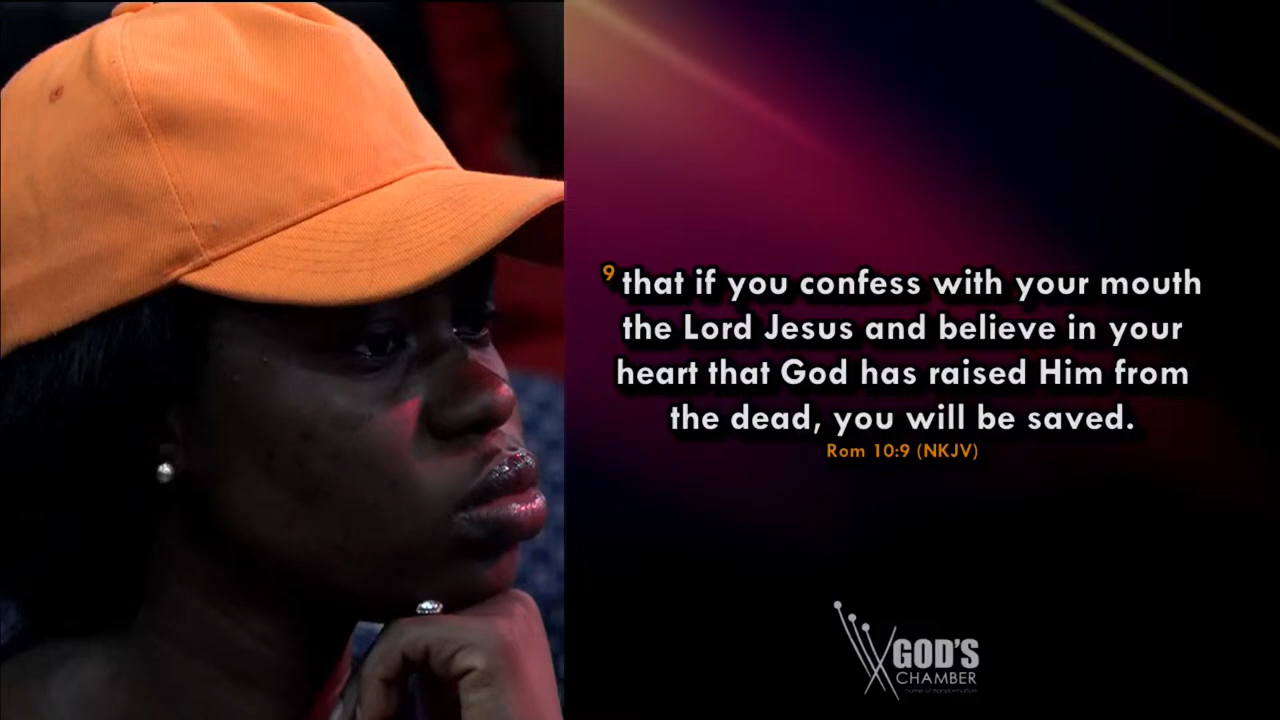 9 that if you confess with your mouth
the Lord Jesus and believe in your
heart that God has raised Him from
the dead, you will be saved.
Rom 10:9 (NKJV)
GOD'S
CHAMBER